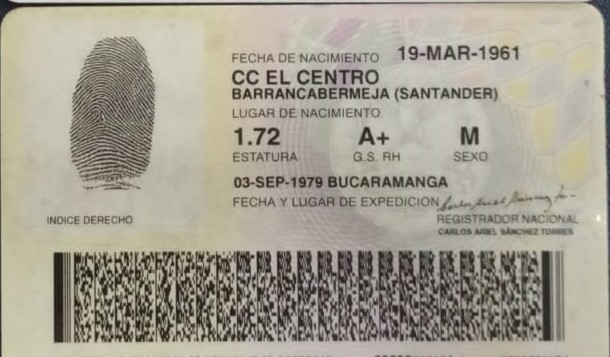 FECHA DE NACIMIENTO 19-MAR-1961
CC EL CENTRO
BARRANCABERMEJA (SANTANDER)
LUGAR DE NACIMIENTO
1.72 A+ M
ESTATURA G.S. RH SEXO
03-SEP-1979 BUCARAMANGA
FECHA Y LUGAR DE EXPEDICION
INDICE DERECHO
REGISTRADOR NACIONAL
CARLOS ARIEL SÁNCHEZ TORRES